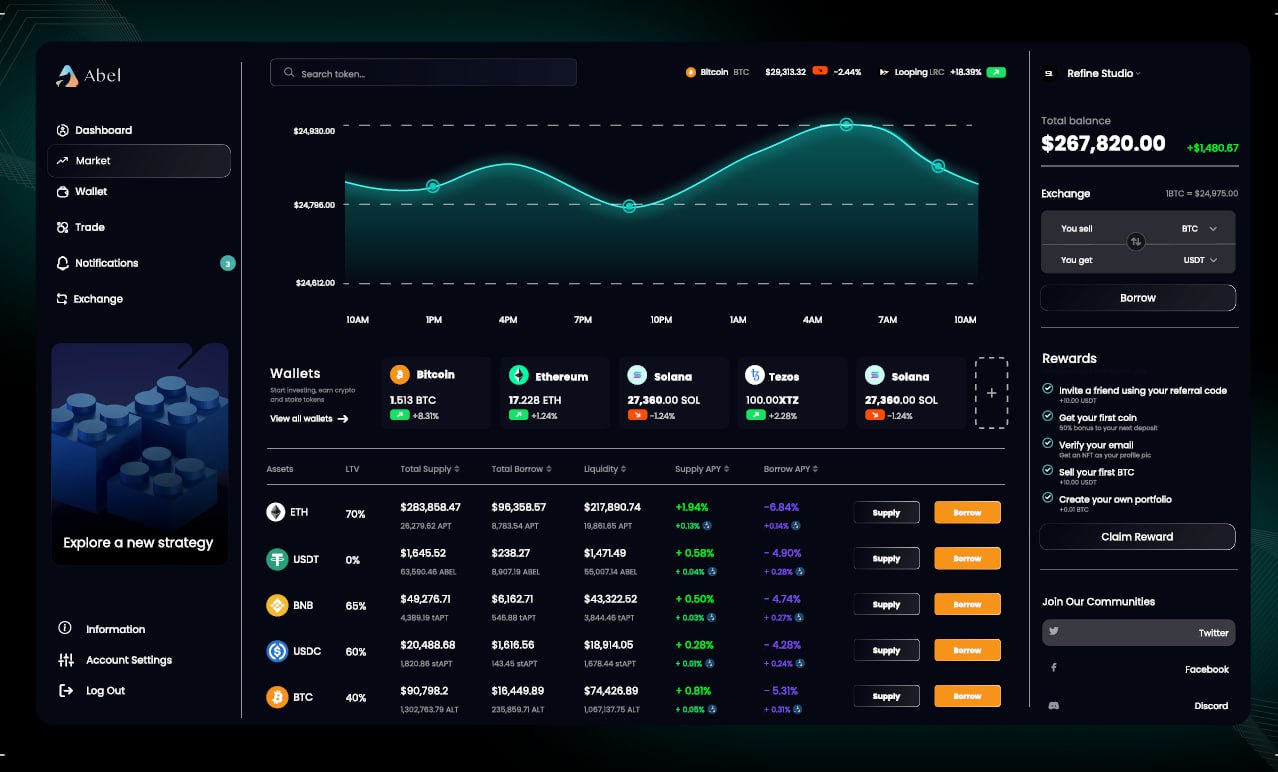 Abel
Dashboard
Market
Wallet
Trade
Notifications
3
Exchange
Explore a new strategy
Information
Account Settings
Log Out
Search token...
Bitcoin BTC $29,313.32 -2.44%
Looping LRC +18.39%
$24,930.00
$24,796.00
$24,612.00
10AM 1PM 4PM 7PM 10PM 1AM 4AM 7AM 10AM
Wallets
Start investing, earn crypto
and stake tokens
View all wallets
Bitcoin
1.513 BTC
+8,31%
Ethereum
17.228 ETH
+1.24%
Solana
27,360.00 SOL
-1.24%
Tezos
100.00XTZ
+2.28%
Solana
27,360.00 SOL
-1.24%
+
Assets LTV Total Supply Total Borrow Liquidity Supply APY Borrow APY
ETH 70% $283,858.47 $96,358.57 $217,890.74 +1.94% -6.84% Supply Borrow
26,279.62 APT 8,783.54 APT 19,861.65 APT +0.13% +0.14%
USDT 0% $1,645.52 $238.27 $1,471.49 + 0.58% - 4.90% Supply Borrow
63,590.46 ABEL 8,907.19 ABEL 55,007.14 ABEL + 0.04% + 0.28%
BNB 65% $49,276.71 $6,162.71 $43,322.52 + 0.50% - 4.74% Supply Borrow
4,389.19 tAPT 546.88 tAPT 3,844.46 tAPT + 0.03% + 0.27%
USDC 60% $20,488.68 $1,616.56 $18,914.05 + 0.28% - 4.28% Supply Borrow
1,820.86 stAPT 143.45 stAPT 1,678.44 stAPT + 0.01% + 0.24%
BTC 40% $90,798.2 $16,449.89 $74,426.89 + 0.81% - 5.31% Supply Borrow
1,302,763.79 ALT 235,859.71 ALT 1,067,137.75 ALT + 0.05% + 0.31%
Refine Studio
Total balance
$267,820.00 +$1,480.67
Exchange 1BTC = $24,975.00
You sell BTC
You get USDT
Borrow
Rewards
Invite a friend using your referral code
+10,00 USDT
Get your first coin
50% bonus to your next deposit
Verify your email
Get an NFT as your profile pic
Sell your first BTC
+10,00 USDT
Create your own portfolio
+0.01 BTC
Claim Reward
Join Our Communities
Twitter
Facebook
Discord